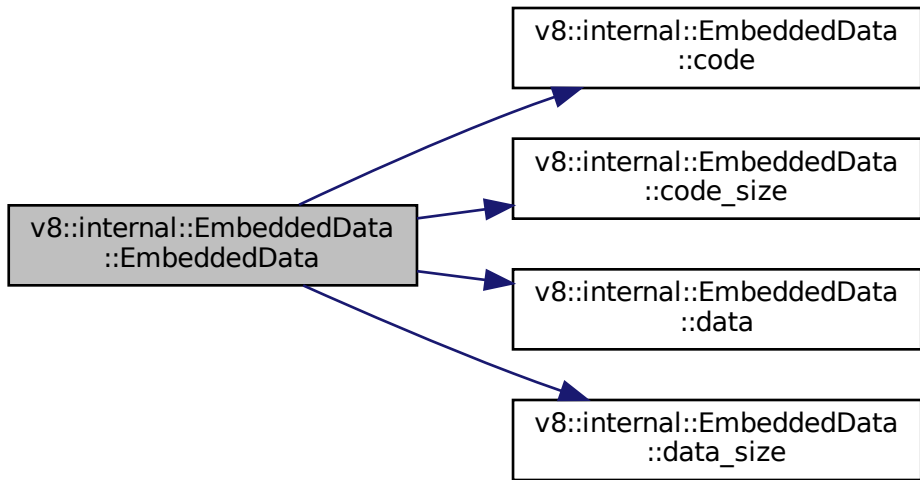 v8::internal::EmbeddedData
::code
v8::internal::EmbeddedData
::code_size
v8::internal::EmbeddedData
::EmbeddedData
v8::internal::EmbeddedData
::data
v8::internal::EmbeddedData
::data_size